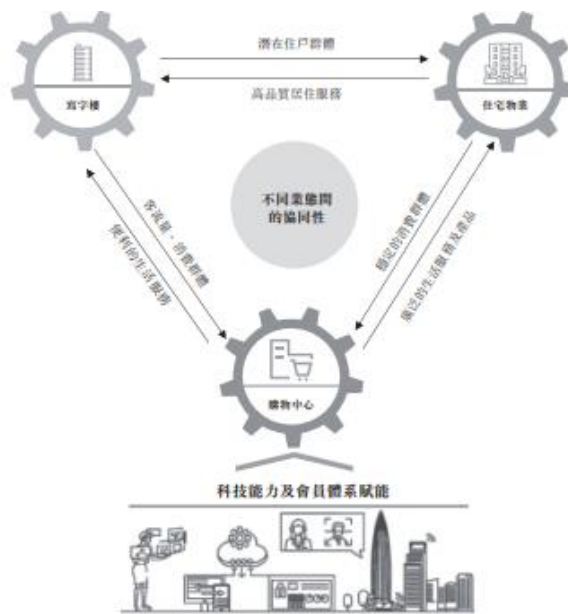 潛在住戶群體
高品質居住服務
寫字樓
住宅物業
不同業態間
的協同性
客流量、消費群體
便利的生活服務
穩定的消費群體
廣泛的生活服務及產品
購物中心
科技能力及會員體系賦能